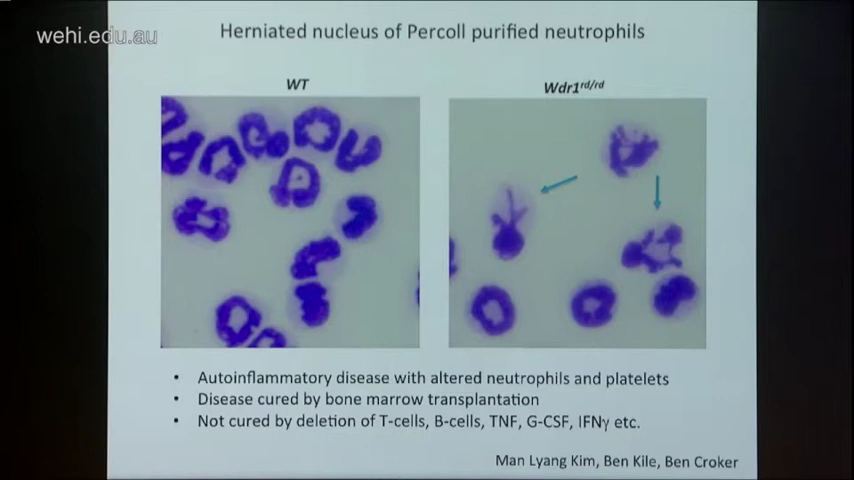 wehi.edu.au
Herniated nucleus of Percoll purified neutrophils
WT
Wdr1rd/rd
• Autoinflammatory disease with altered neutrophils and platelets
• Disease cured by bone marrow transplantation
• Not cured by deletion of T-cells, B-cells, TNF, G-CSF, IFNγ etc.
Man Lyang Kim, Ben Kile, Ben Croker